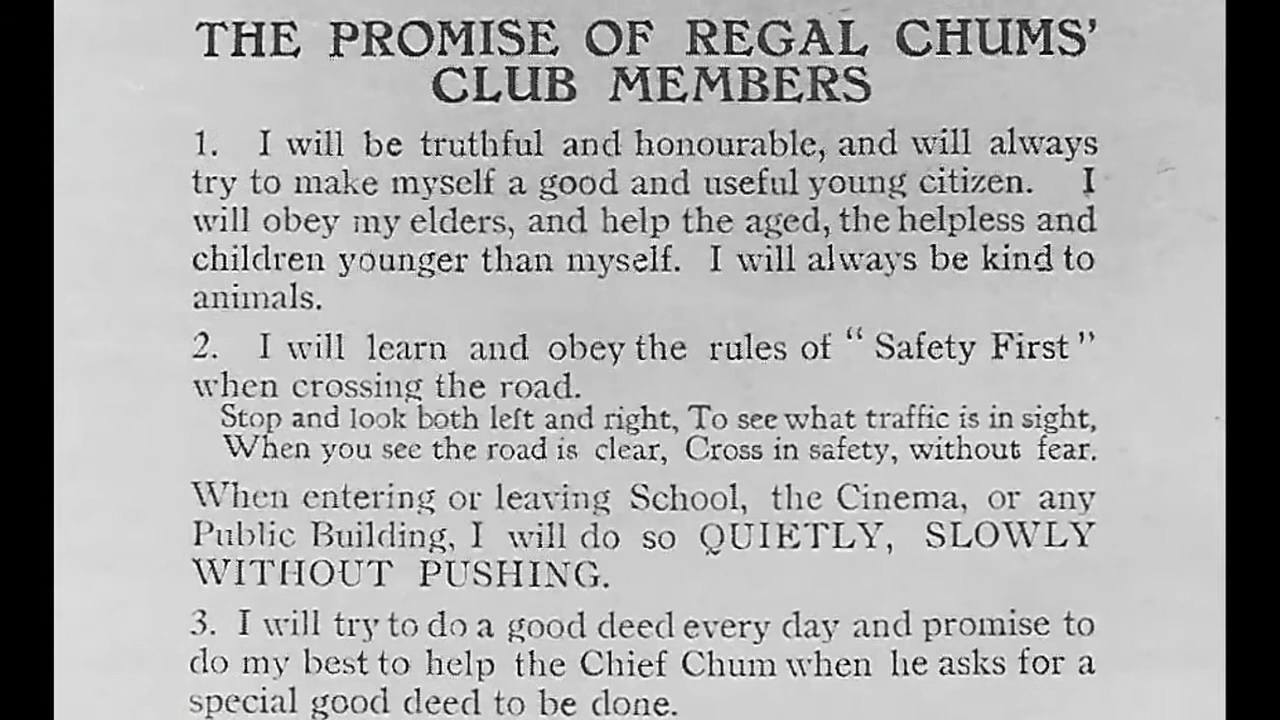 THE PROMISE OF REGAL CHUMS'
CLUB MEMBERS
1. I will be truthful and honourable, and will always
try to make myself a good and useful young citizen. I
will obey my elders, and help the aged, the helpless and
children younger than myself. I will always be kind to
animals.
2. I will learn and obey the rules of “ Safety First ”
when crossing the road.
Stop and look both left and right, To see what traffic is in sight,
When you see the road is clear, Cross in safety, without fear.
When entering or leaving School, the Cinema, or any
Public Building, I will do so QUIETLY, SLOWLY
WITHOUT PUSHING.
3. I will try to do a good deed every day and promise to
do my best to help the Chief Chum when he asks for a
special good deed to be done.